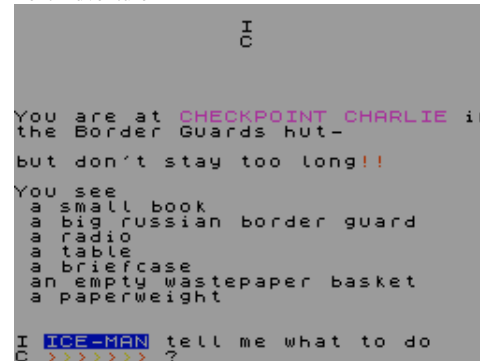 I
C
You are at CHECKPOINT CHARLIE i
the Border Guards hut-
but don't stay too long!!
You see
a small book
a big russian border guard
a radio
a table
a briefcase
an empty wastepaper basket
a paperweight
I ICE-MAN tell me what to do
C >>>>>>> ?